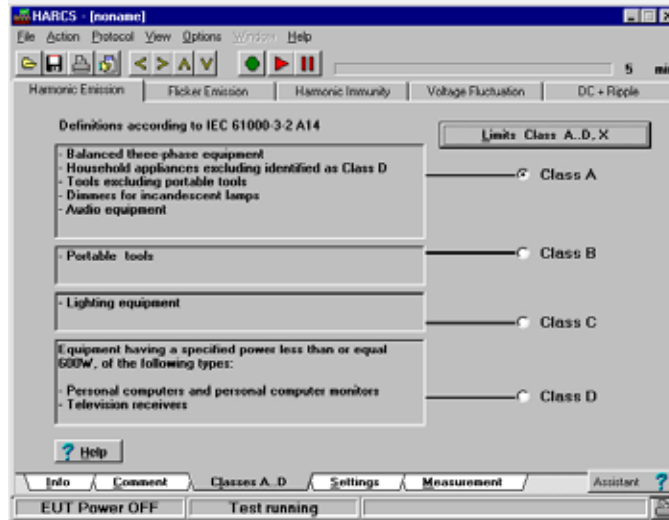 HARCS - [noname]
File Action Protocol View Options Window Help
5 min
Harmonic Emission Flicker Emission Harmonic Immunity Voltage Fluctuation DC + Ripple
Definitions according to IEC 61000-3-2 A14
Limits Class A..D, X
- Balanced three-phase equipment
- Household appliances excluding identified as Class D
- Tools excluding portable tools
- Dimmers for incandescent lamps
- Audio equipment
Class A
- Portable tools
Class B
- Lighting equipment
Class C
Equipment having a specified power less than or equal
600W, of the following types:
- Personal computers and personal computer monitors
- Television receivers
Class D
? Help
Info Comment Classes A..D Settings Measurement Assistant ?
EUT Power OFF Test running